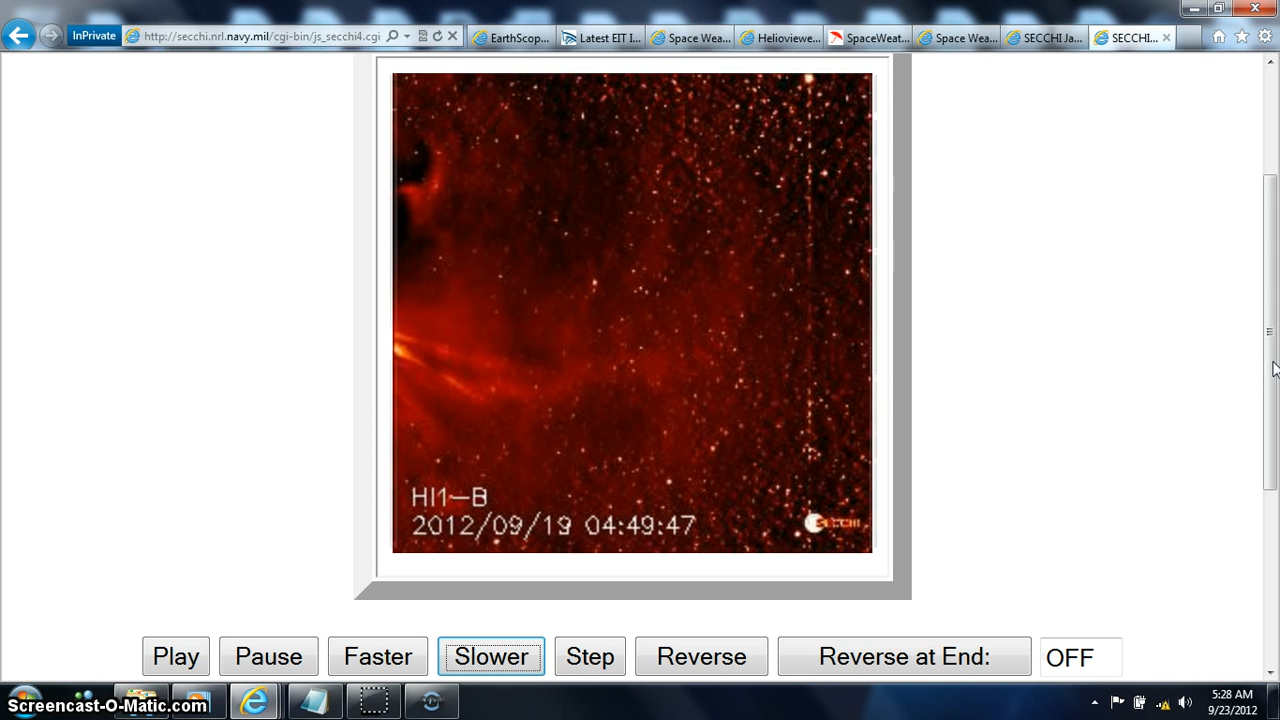 InPrivate
http://secchi.nrl.navy.mil/cgi-bin/js_secchi4.cgi
EarthScop...
Latest EIT I...
Space Wea...
Helioviewe...
SpaceWeat...
Space Wea...
SECCHI Ja...
SECCHI...
HI1-B
2012/09/19 04:49:47
SECCHI
Play
Pause
Faster
Slower
Step
Reverse
Reverse at End:
OFF
Screencast-O-Matic.com
5:28 AM
9/23/2012